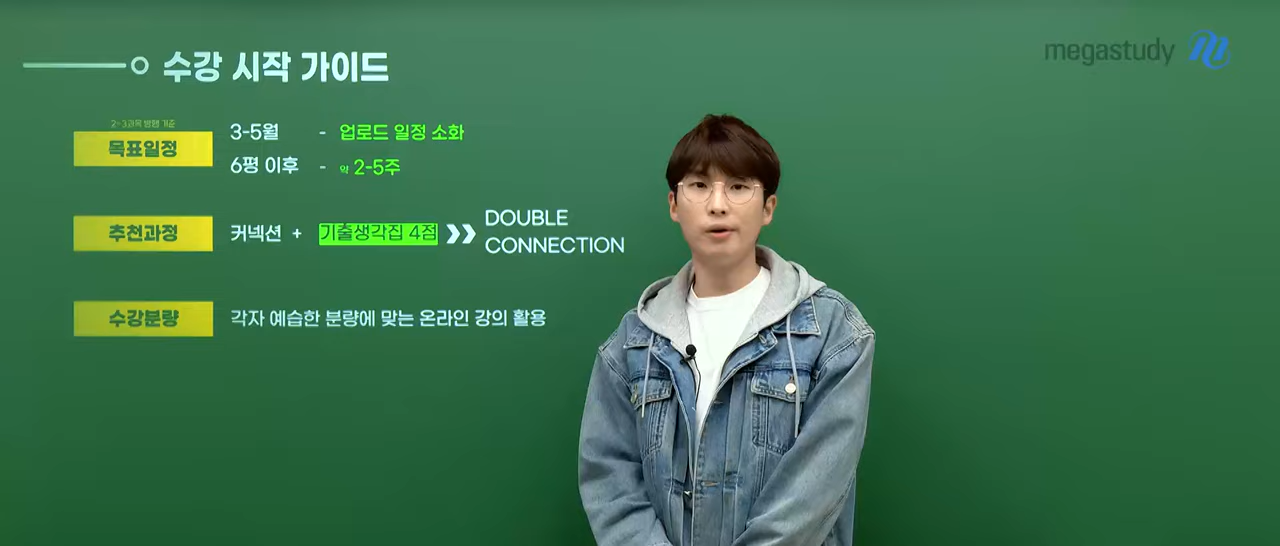 수강 시작 가이드
megastudy
2-3과목 병행 기준
목표일정
3-5월 - 업로드 일정 소화
6평 이후 - 약 2-5주
추천과정
커넥션 + 기출생각집 4점
DOUBLE
CONNECTION
수강분량
각자 예습한 분량에 맞는 온라인 강의 활용